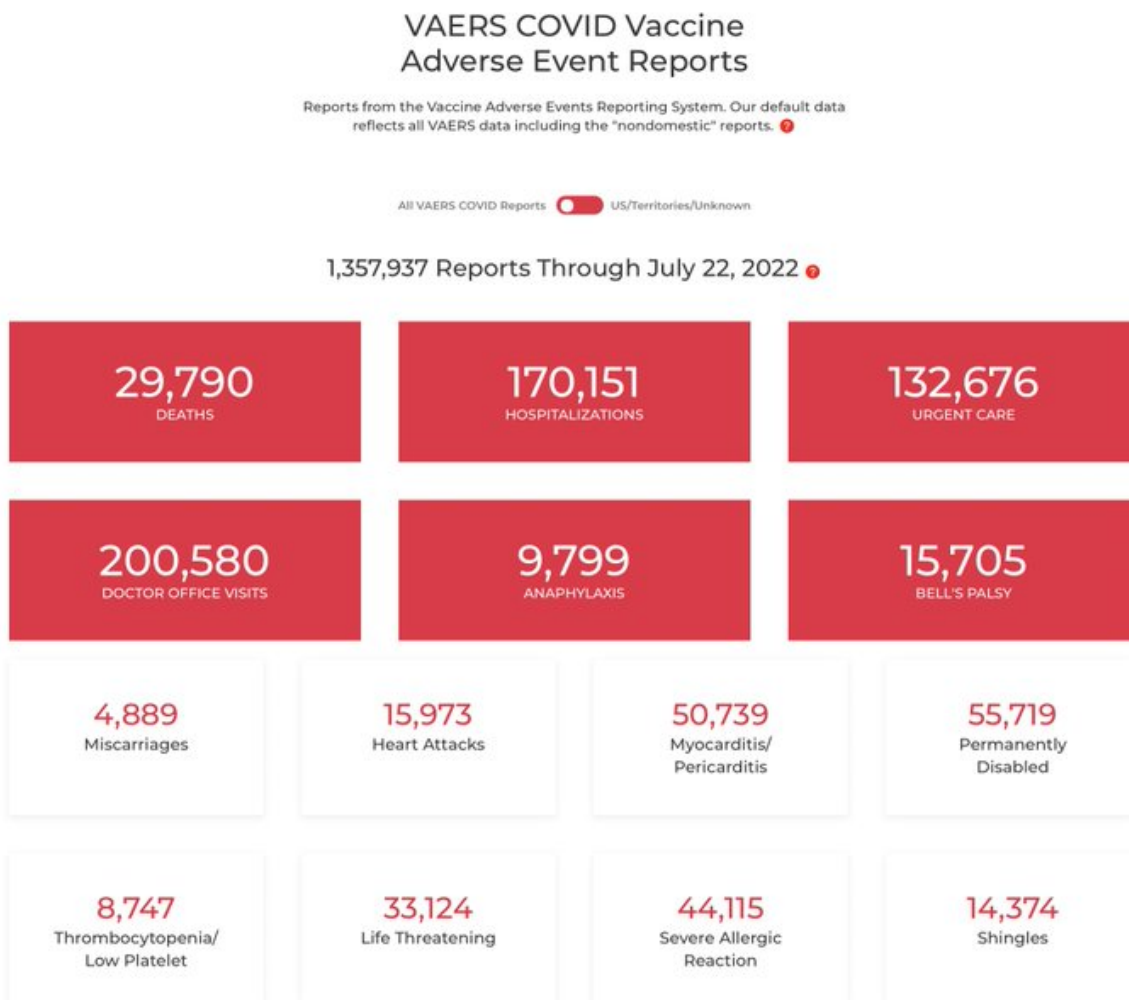 VAERS COVID Vaccine
Adverse Event Reports
Reports from the Vaccine Adverse Events Reporting System. Our default data
reflects all VAERS data including the "nondomestic" reports. ?
All VAERS COVID Reports US/Territories/Unknown
1,357,937 Reports Through July 22, 2022 ?
29,790
DEATHS
170,151
HOSPITALIZATIONS
132,676
URGENT CARE
200,580
DOCTOR OFFICE VISITS
9,799
ANAPHYLAXIS
15,705
BELL'S PALSY
4,889
Miscarriages
15,973
Heart Attacks
50,739
Myocarditis/
Pericarditis
55,719
Permanently
Disabled
8,747
Thrombocytopenia/
Low Platelet
33,124
Life Threatening
44,115
Severe Allergic
Reaction
14,374
Shingles